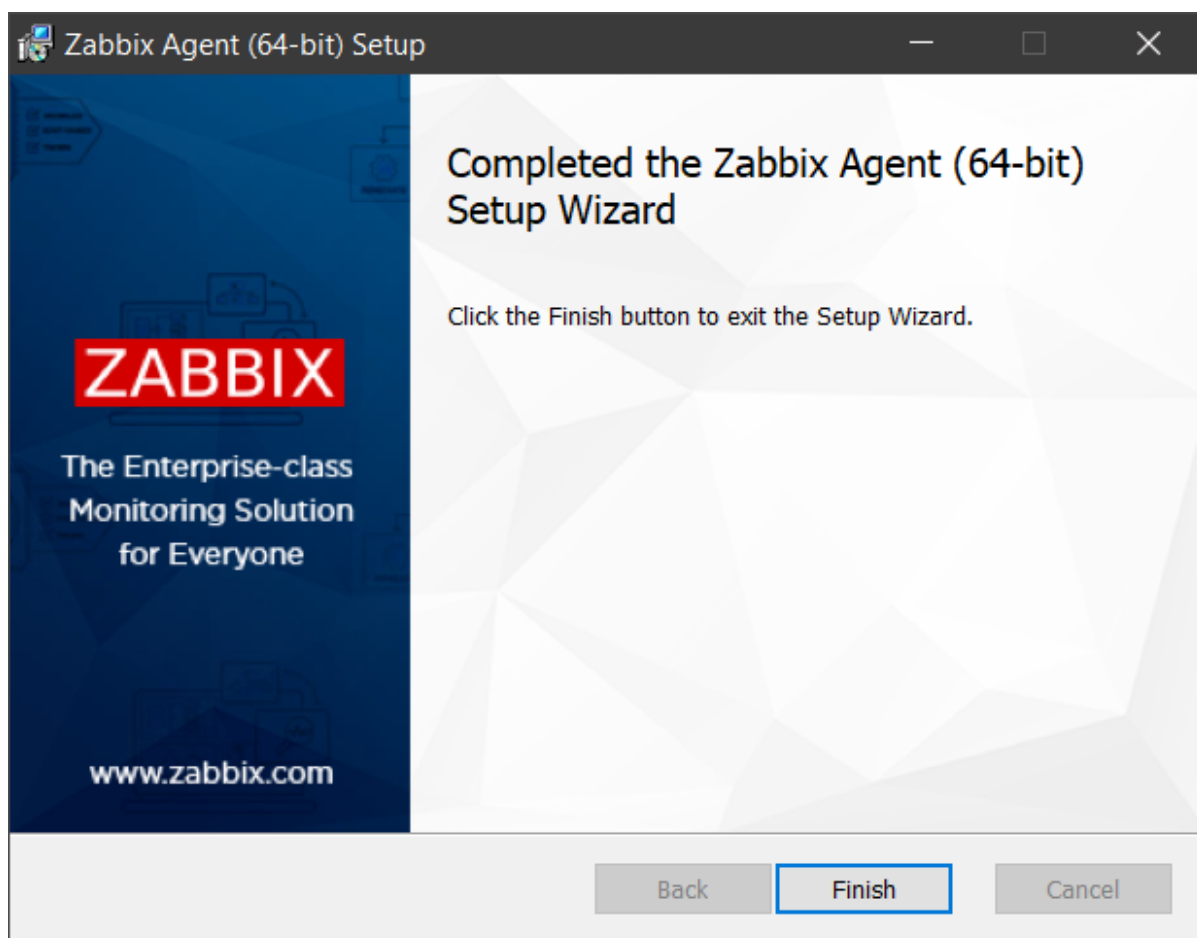 Zabbix Agent (64-bit) Setup
Completed the Zabbix Agent (64-bit)
Setup Wizard
Click the Finish button to exit the Setup Wizard.
ZABBIX
The Enterprise-class
Monitoring Solution
for Everyone
www.zabbix.com
Back
Finish
Cancel